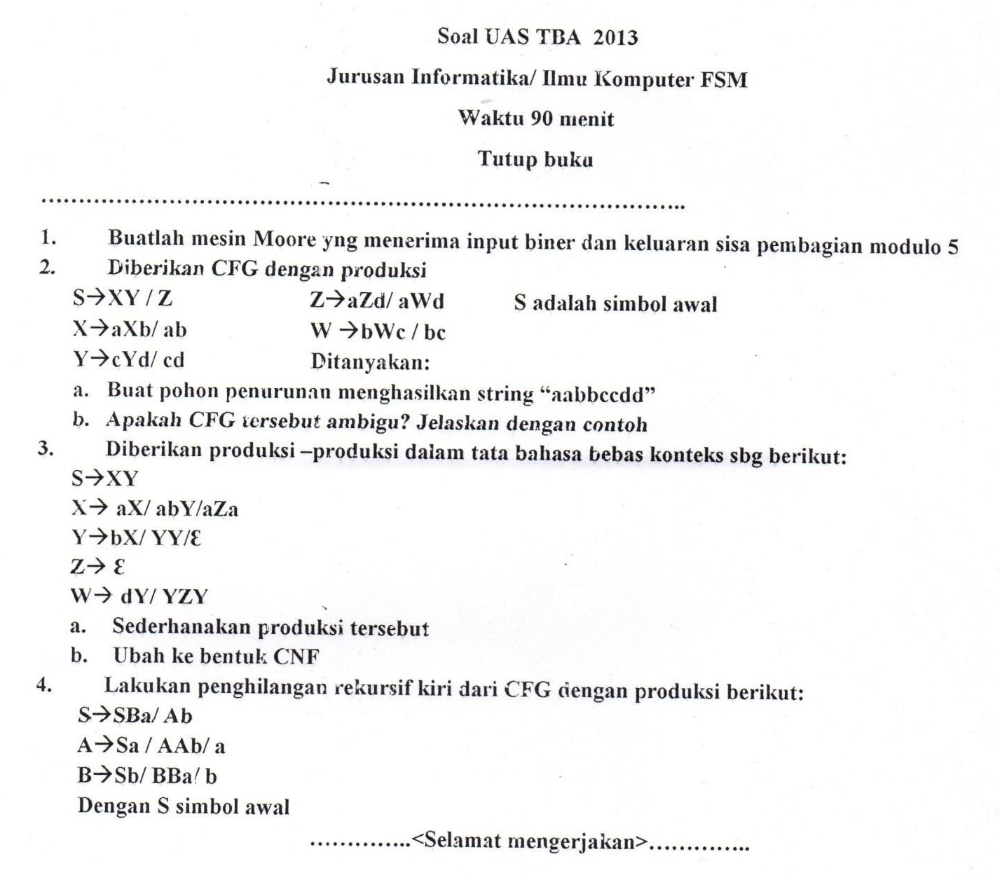 Soal UAS TBA 2013
Jurusan Informatika/ Ilmu Komputer FSM
Waktu 90 menit
Tutup buku
................................................................................
1. Buatlah mesin Moore yng menerima input biner dan keluaran sisa pembagian modulo 5
2. Diberikan CFG dengan produksi
S→XY / Z Z→aZd/ aWd S adalah simbol awal
X→aXb/ ab W →bWc / bc
Y→cYd/ cd Ditanyakan:
a. Buat pohon penurunan menghasilkan string “aabbccdd”
b. Apakah CFG tersebut ambigu? Jelaskan dengan contoh
3. Diberikan produksi –produksi dalam tata bahasa bebas konteks sbg berikut:
S→XY
X→ aX/ abY/aZa
Y→bX/ YY/Ɛ
Z→ Ɛ
W→ dY/ YZY
a. Sederhanakan produksi tersebut
b. Ubah ke bentuk CNF
4. Lakukan penghilangan rekursif kiri dari CFG dengan produksi berikut:
S→SBa/ Ab
A→Sa / AAb/ a
B→Sb/ BBa/ b
Dengan S simbol awal
..............<Selamat mengerjakan>..............